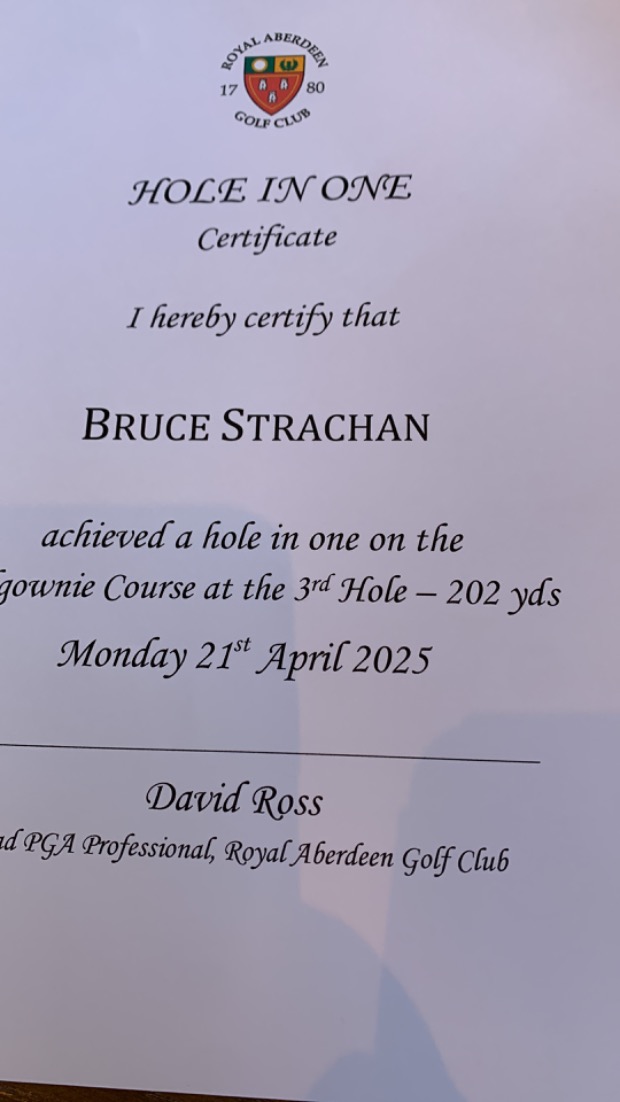 ROYAL ABERDEEN
17 80
GOLF CLUB
HOLE IN ONE
Certificate
I hereby certify that
BRUCE STRACHAN
achieved a hole in one on the
gownie Course at the 3rd Hole – 202 yds
Monday 21st April 2025
David Ross
ad PGA Professional, Royal Aberdeen Golf Club